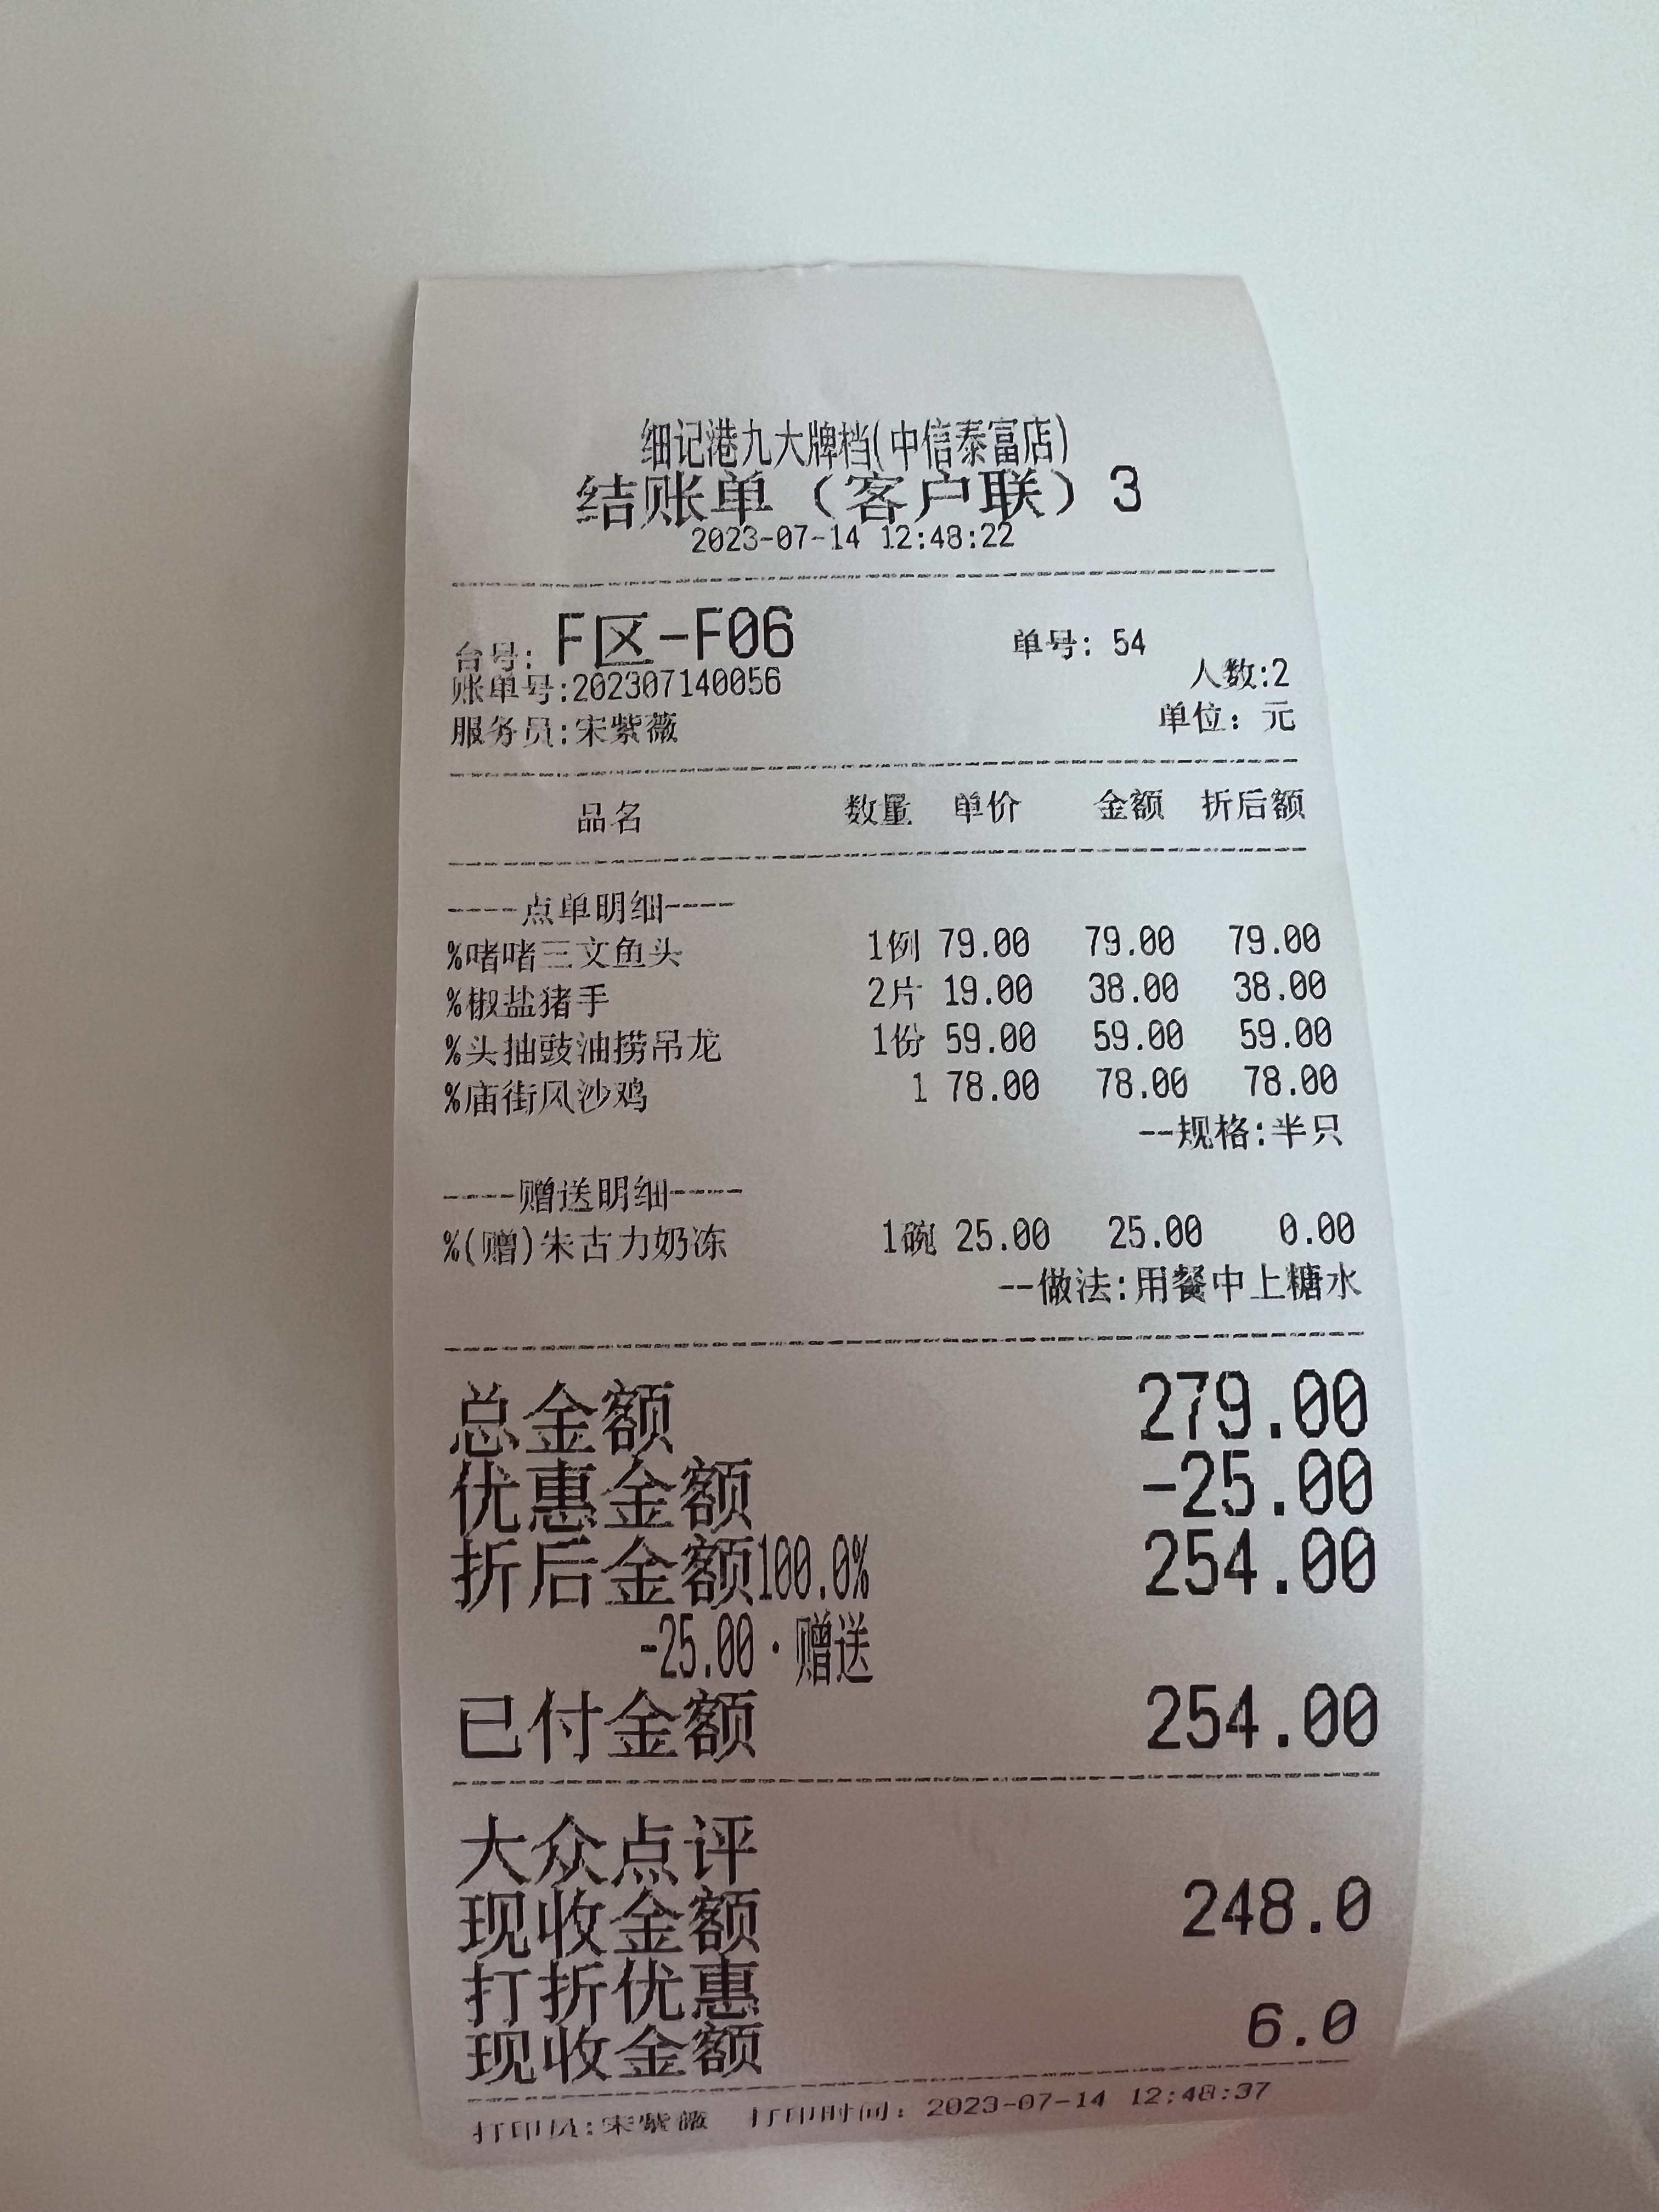 细记港九大牌档(中信泰富店)
结账单（客户联）3
2023-07-14 12:48:22
台号: F区-F06 单号: 54
账单号:202307140056 人数:2
服务员:宋紫薇 单位: 元
品名 数量 单价 金额 折后额
----点单明细----
%啫啫三文鱼头 1例 79.00 79.00 79.00
%椒盐猪手 2片 19.00 38.00 38.00
%头抽豉油捞吊龙 1份 59.00 59.00 59.00
%庙街风沙鸡 1 78.00 78.00 78.00
--规格:半只
----赠送明细----
%(赠)朱古力奶冻 1碗 25.00 25.00 0.00
--做法:用餐中上糖水
总金额 279.00
优惠金额 -25.00
折后金额100.0% 254.00
-25.00·赠送
已付金额 254.00
大众点评
现收金额 248.0
打折优惠
现收金额 6.0
打印员:宋紫薇 打印时间: 2023-07-14 12:48:37